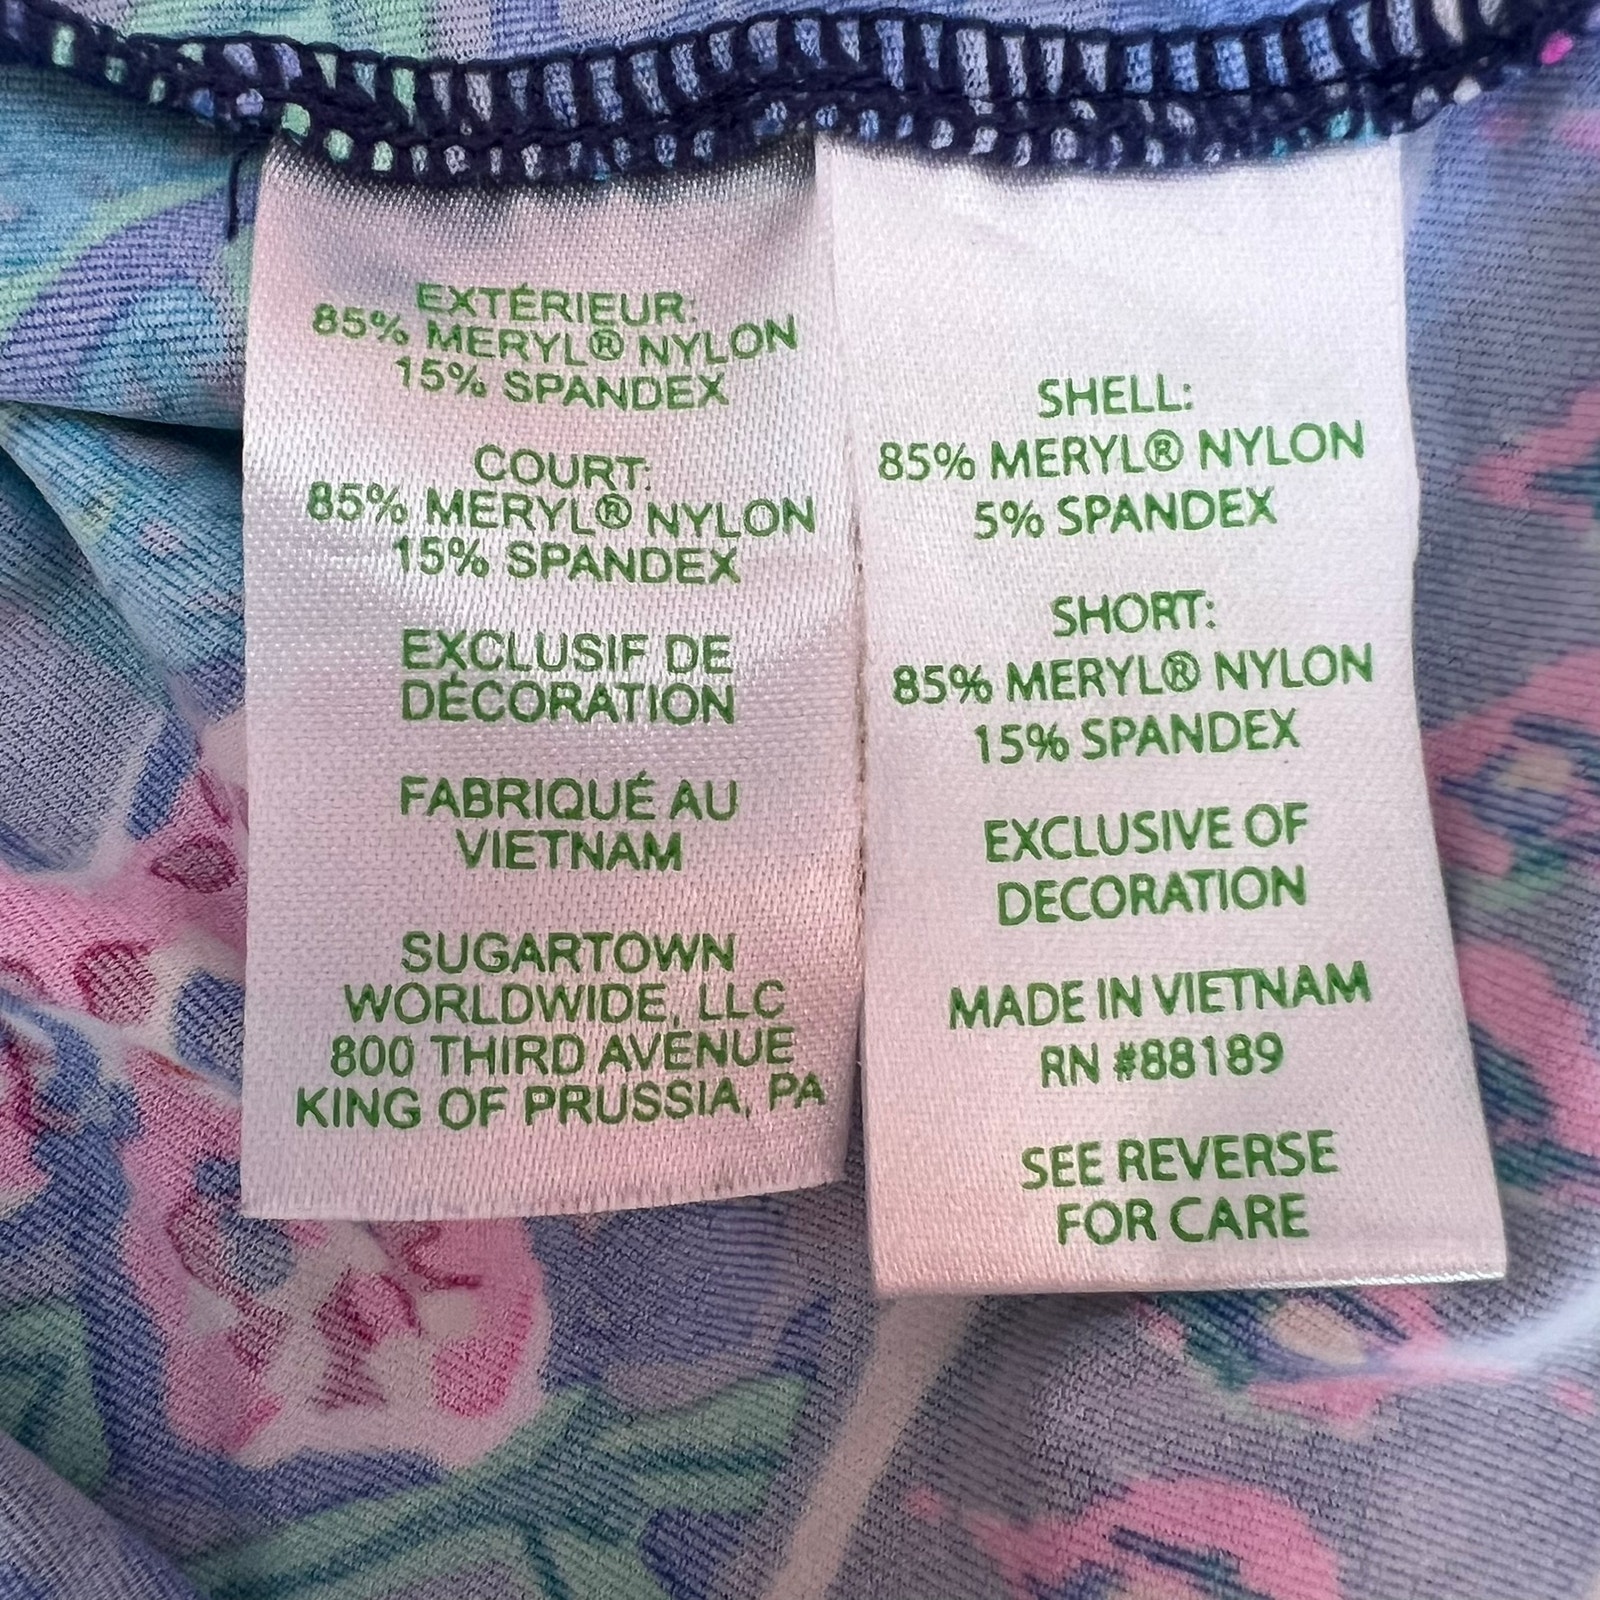 EXTÉRIEUR:
85% MERYL® NYLON
15% SPANDEX
COURT:
85% MERYL® NYLON
15% SPANDEX
EXCLUSIF DE
DÉCORATION
FABRIQUÉ AU
VIETNAM
SUGARTOWN
WORLDWIDE, LLC
800 THIRD AVENUE
KING OF PRUSSIA, PA
SHELL:
85% MERYL® NYLON
5% SPANDEX
SHORT:
85% MERYL® NYLON
15% SPANDEX
EXCLUSIVE OF
DECORATION
MADE IN VIETNAM
RN #88189
SEE REVERSE
FOR CARE